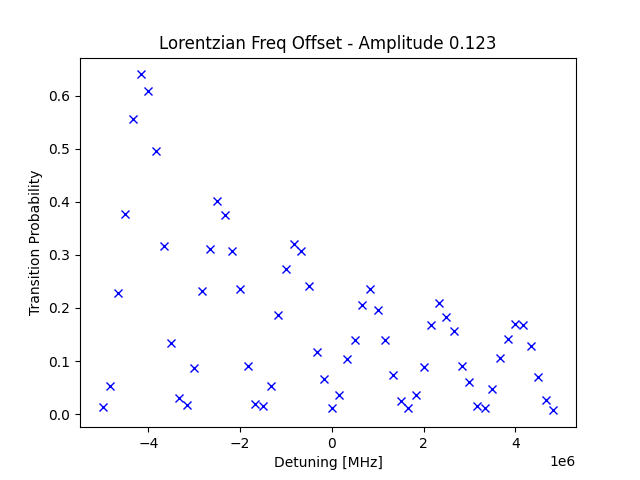 Lorentzian Freq Offset - Amplitude 0.123
Transition Probability
0.6
0.5
0.4
0.3
0.2
0.1
0.0
−4 −2 0 2 4
1e6
Detuning [MHz]